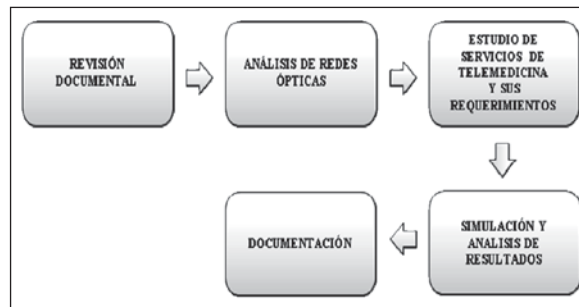 REVISIÓN
DOCUMENTAL
ANÁLISIS DE REDES
ÓPTICAS
ESTUDIO DE
SERVICIOS DE
TELEMEDICINA
Y SUS
REQUERIMIENTOS
SIMULACIÓN Y
ANALISIS DE
RESULTADOS
DOCUMENTACIÓN